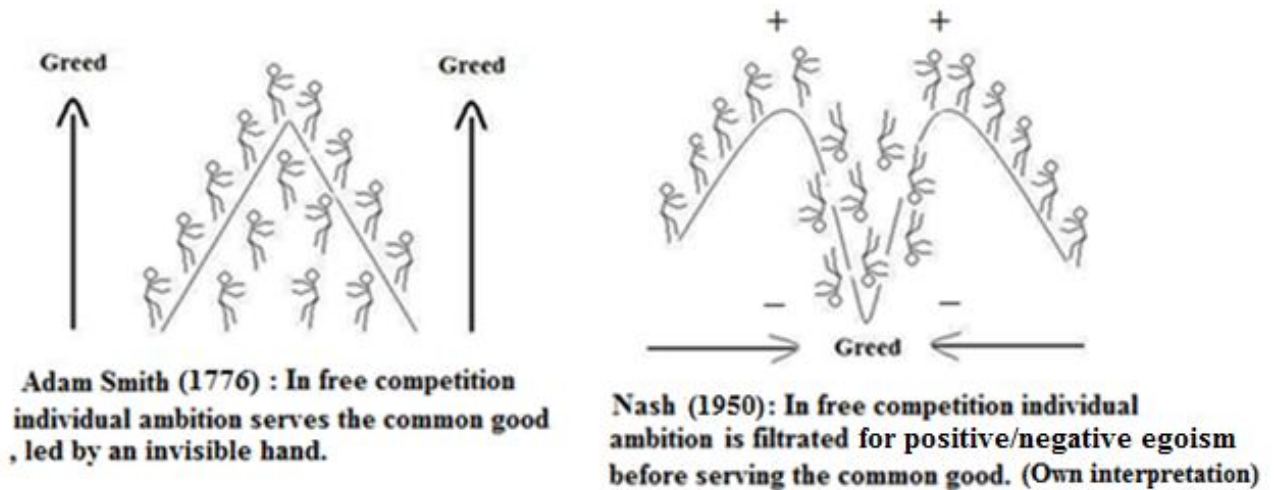 Greed
Greed
Adam Smith (1776) : In free competition
individual ambition serves the common good
, led by an invisible hand.
+
+
−
−
Greed
Nash (1950): In free competition individual
ambition is filtrated for positive/negative egoism
before serving the common good. (Own interpretation)